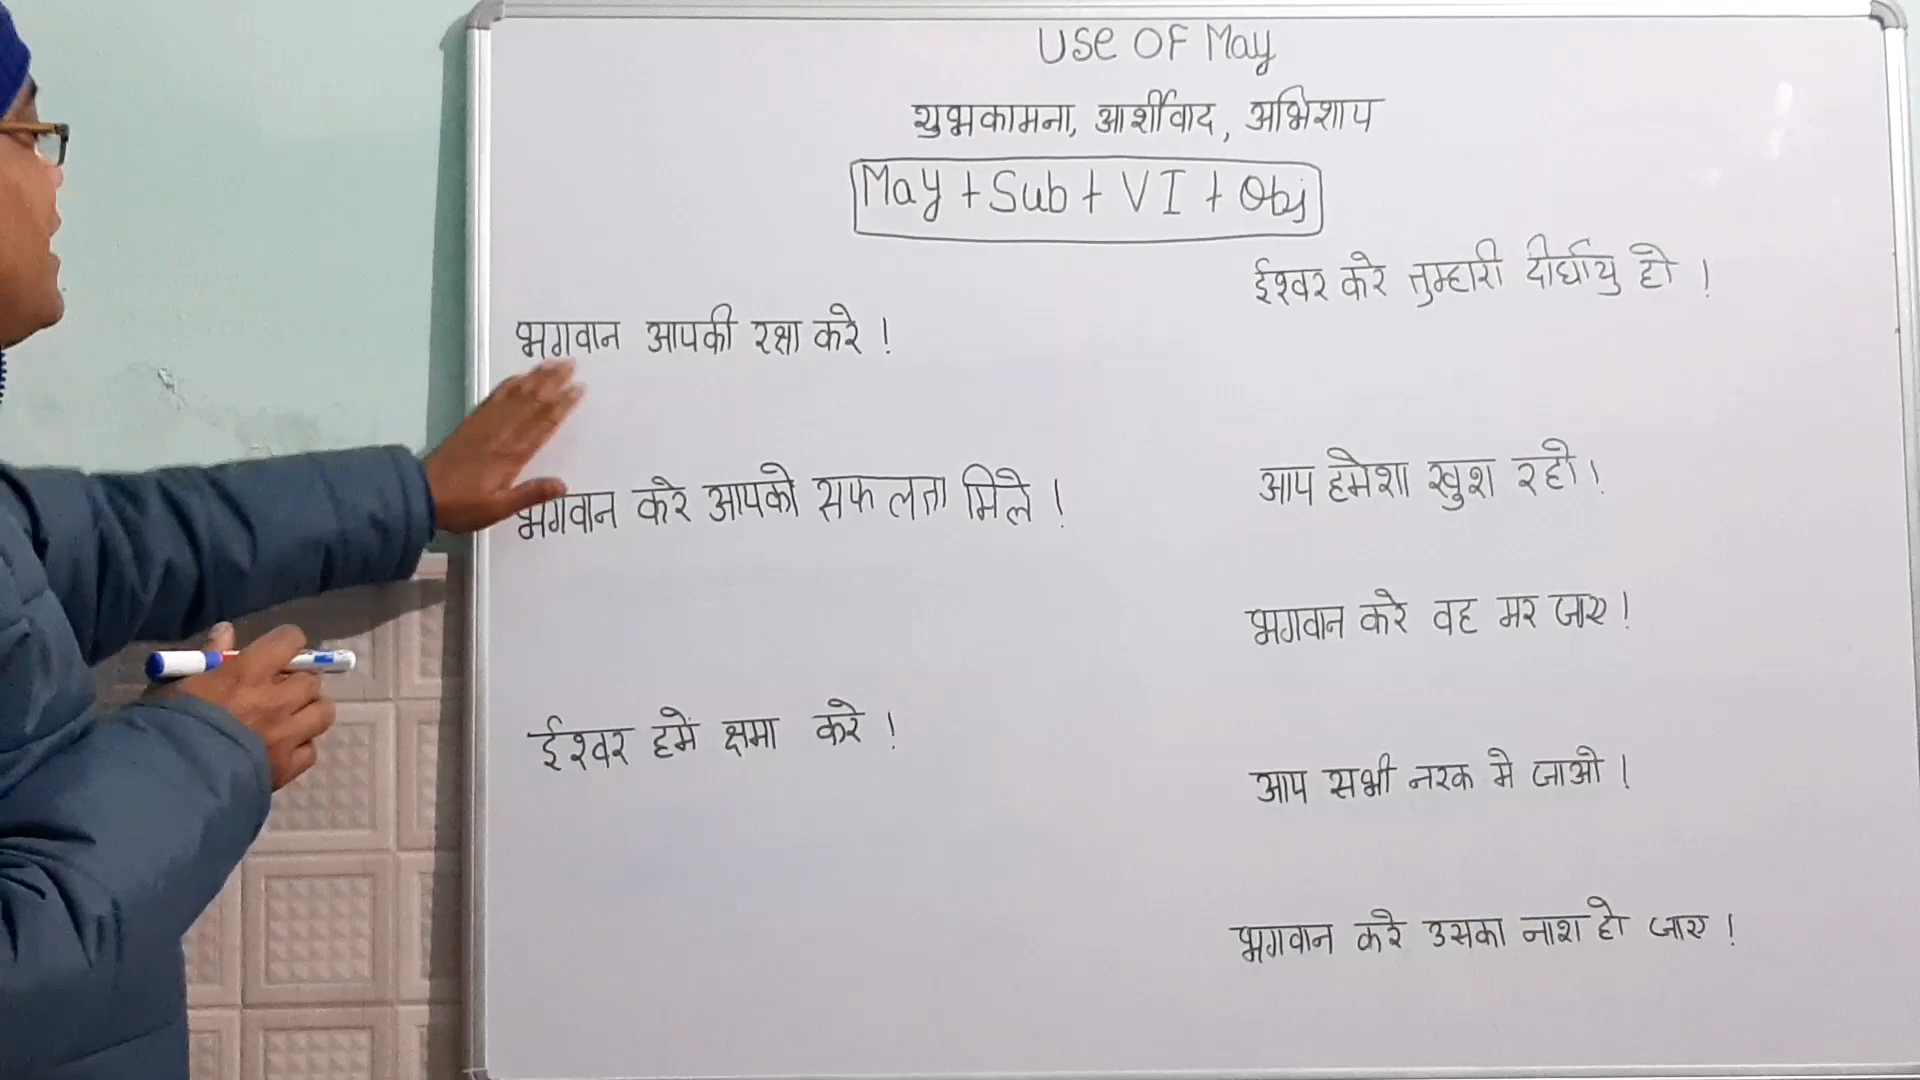 Use OF May
शुभकामना, आर्शीवाद, अभिशाप
May + Sub + VI + Obj
भगवान आपकी रक्षा करे !
भगवान करे आपको सफलता मिले !
ईश्वर हमें क्षमा करे !
ईश्वर करे तुम्हारी दीर्घायु हो !
आप हमेशा खुश रहो !
भगवान करे वह मर जाए !
आप सभी नरक मे जाओ !
भगवान करे उसका नाश हो जाए !